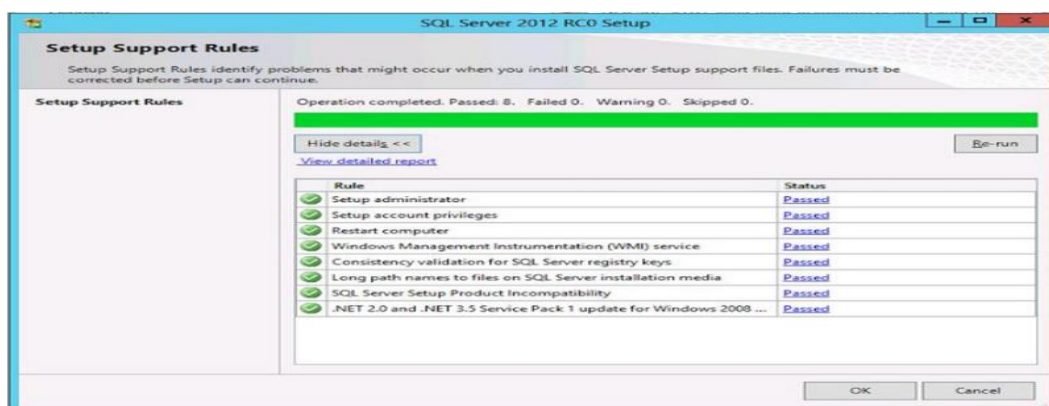 SQL Server 2012 RC0 Setup
Setup Support Rules
Setup Support Rules identify problems that might occur when you install SQL Server Setup support files. Failures must be
corrected before Setup can continue.
Setup Support Rules
Operation completed. Passed: 8. Failed 0. Warning 0. Skipped 0.
Hide details <<
Re-run
View detailed report
Rule Status
Setup administrator Passed
Setup account privileges Passed
Restart computer Passed
Windows Management Instrumentation (WMI) service Passed
Consistency validation for SQL Server registry keys Passed
Long path names to files on SQL Server installation media Passed
SQL Server Setup Product Incompatibility Passed
.NET 2.0 and .NET 3.5 Service Pack 1 update for Windows 2008 ... Passed
OK Cancel